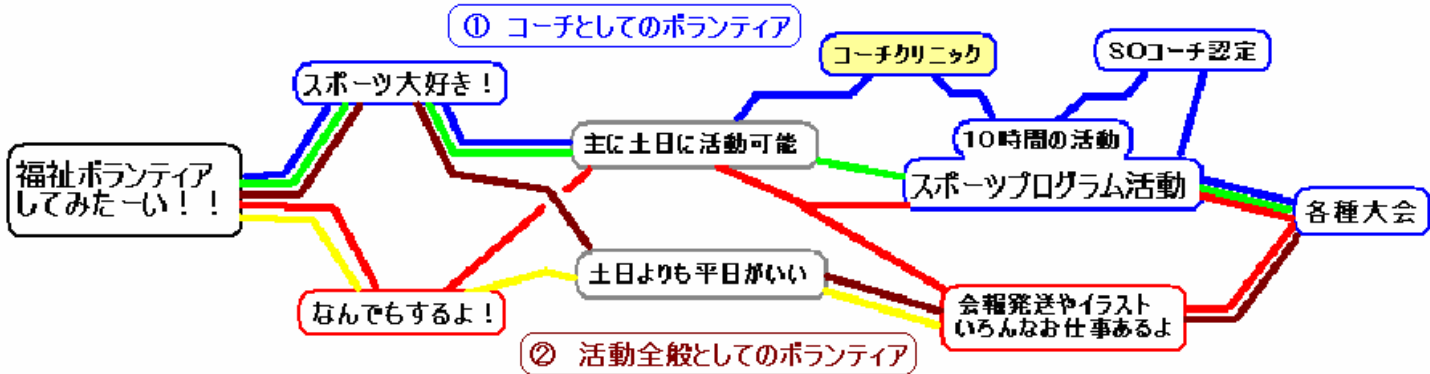 ① コーチとしてのボランティア
コーチクリニック
SOコーチ認定
スポーツ大好き！
主に土日に活動可能
10時間の活動
スポーツプログラム活動
福祉ボランティア
してみたーい！！
各種大会
土日よりも平日がいい
なんでもするよ！
会報発送やイラスト
いろんなお仕事あるよ
② 活動全般としてのボランティア